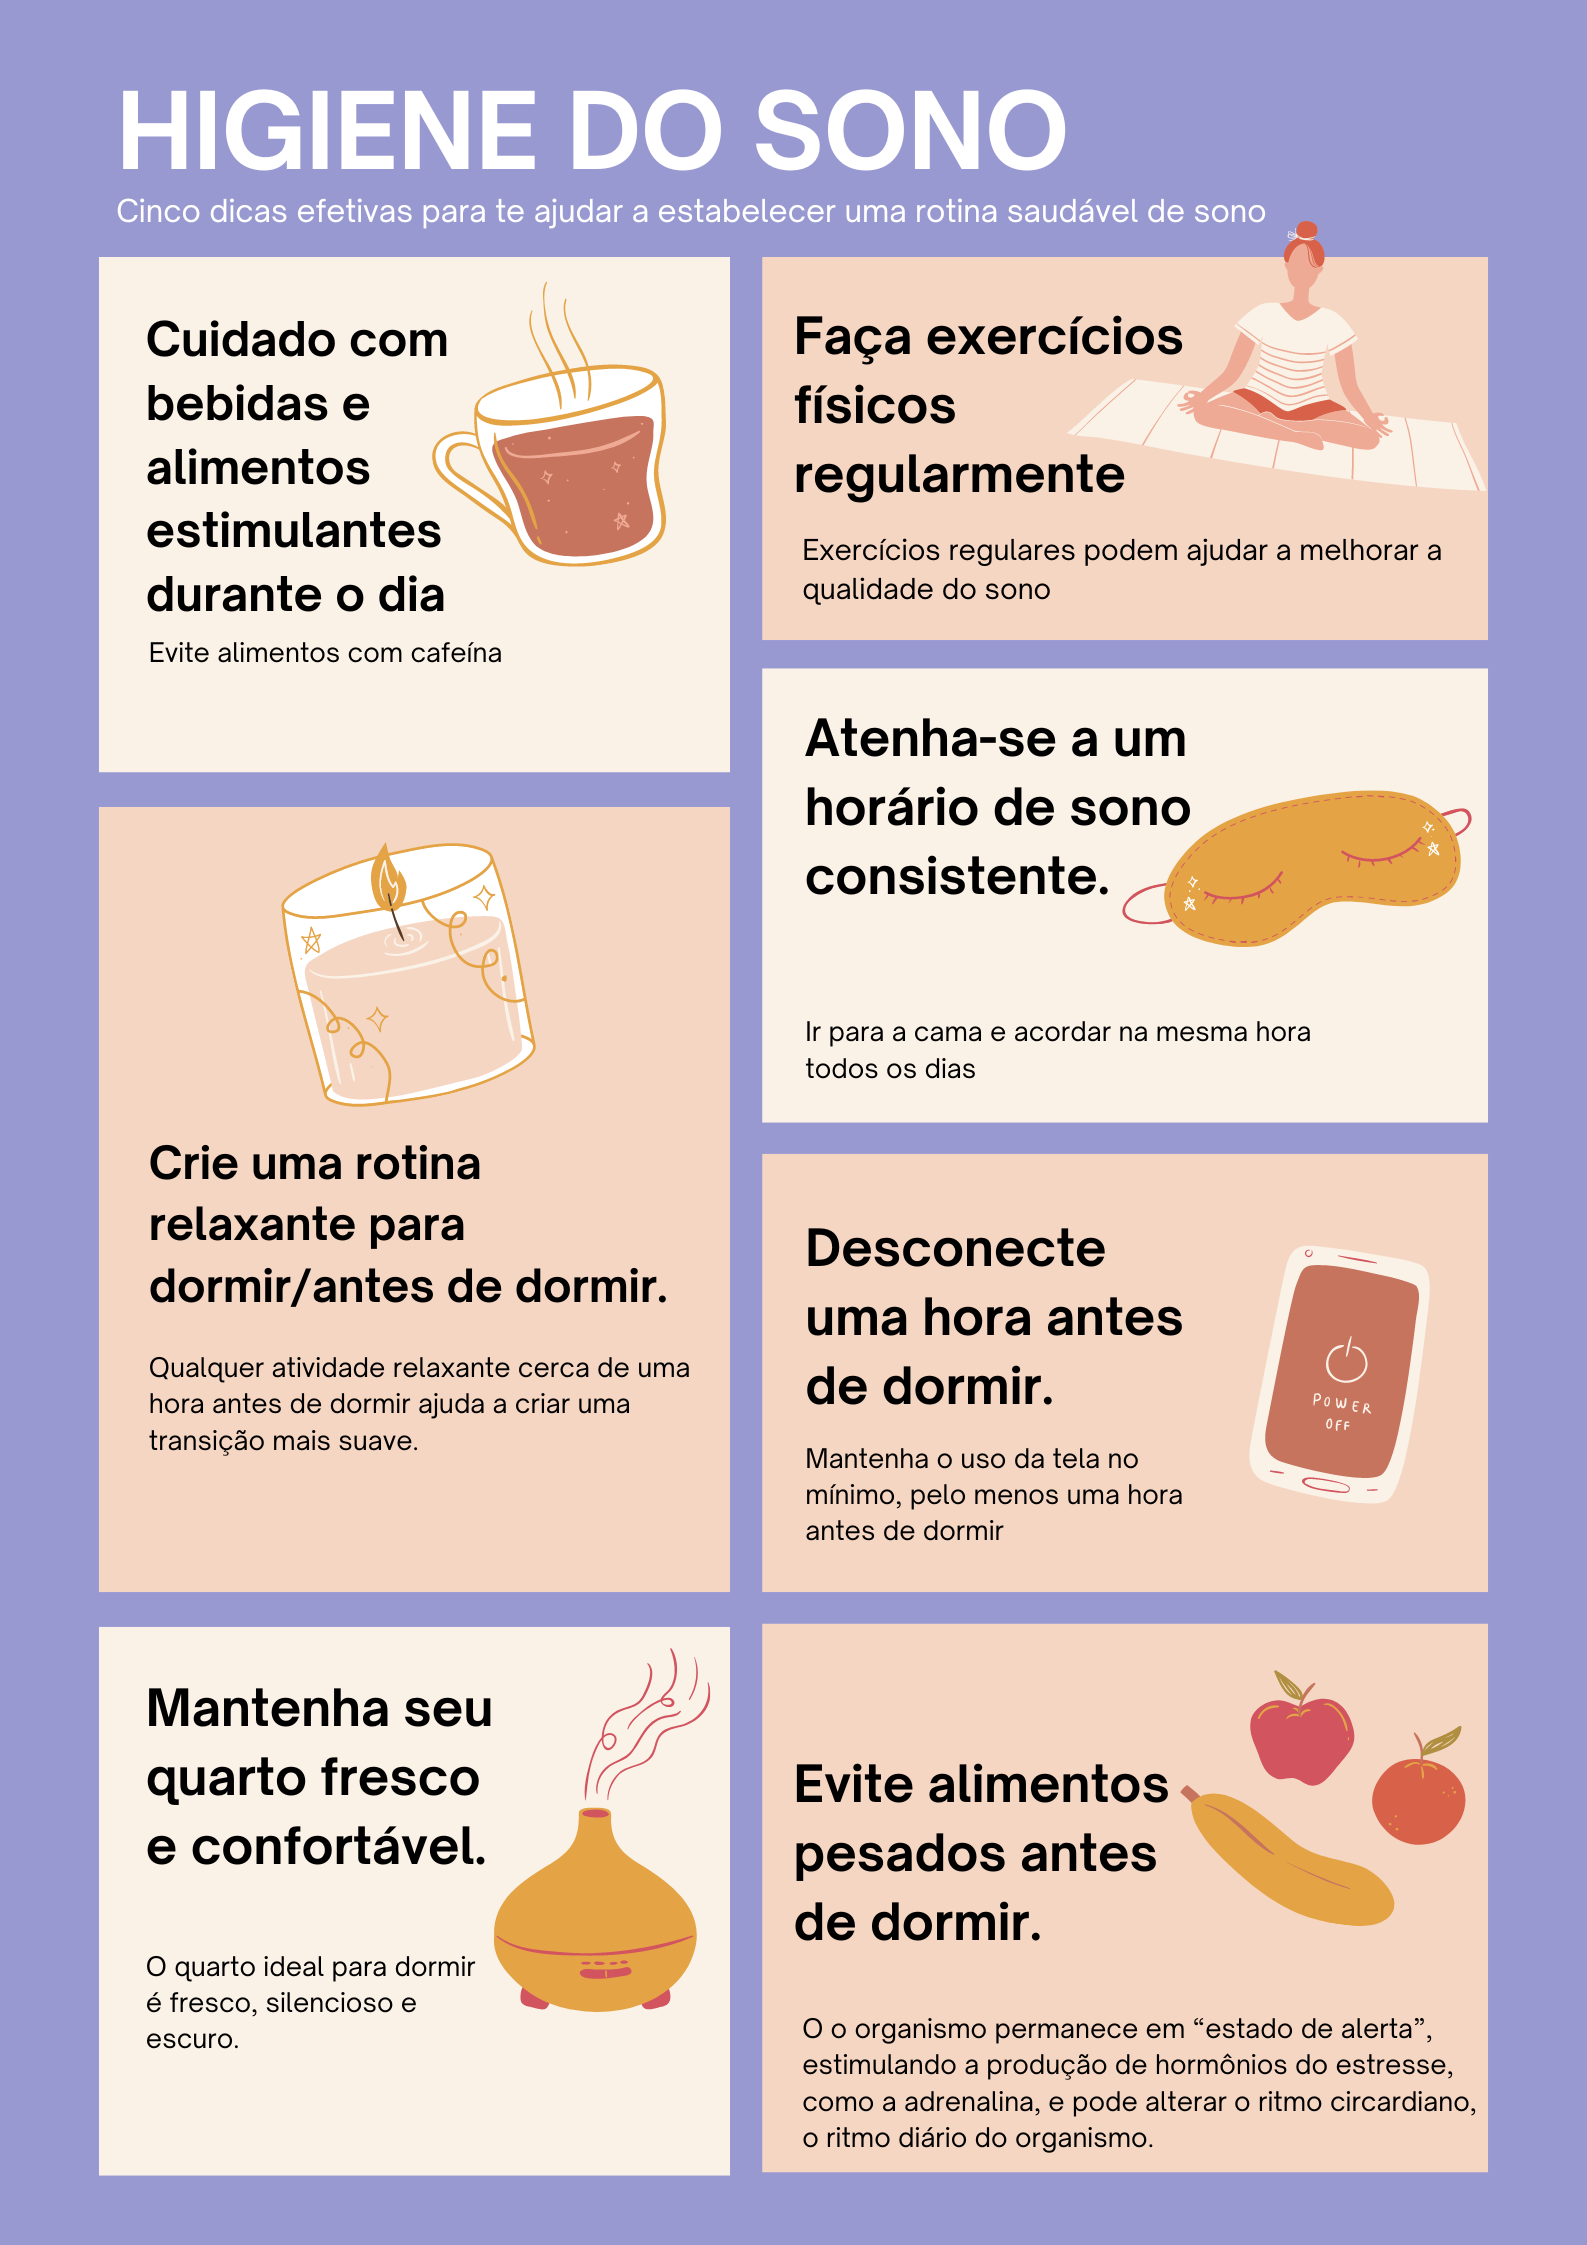 HIGIENE DO SONO
Cinco dicas efetivas para te ajudar a estabelecer uma rotina saudável de sono
Cuidado com
bebidas e
alimentos
estimulantes
durante o dia
Evite alimentos com cafeína
Faça exercícios
físicos
regularmente
Exercícios regulares podem ajudar a melhorar a
qualidade do sono
Atenha-se a um
horário de sono
consistente.
Ir para a cama e acordar na mesma hora
todos os dias
Crie uma rotina
relaxante para
dormir/antes de dormir.
Qualquer atividade relaxante cerca de uma
hora antes de dormir ajuda a criar uma
transição mais suave.
Desconecte
uma hora antes
de dormir.
Mantenha o uso da tela no
mínimo, pelo menos uma hora
antes de dormir
POWER
OFF
Mantenha seu
quarto fresco
e confortável.
O quarto ideal para dormir
é fresco, silencioso e
escuro.
Evite alimentos
pesados antes
de dormir.
O o organismo permanece em “estado de alerta”,
estimulando a produção de hormônios do estresse,
como a adrenalina, e pode alterar o ritmo circardiano,
o ritmo diário do organismo.